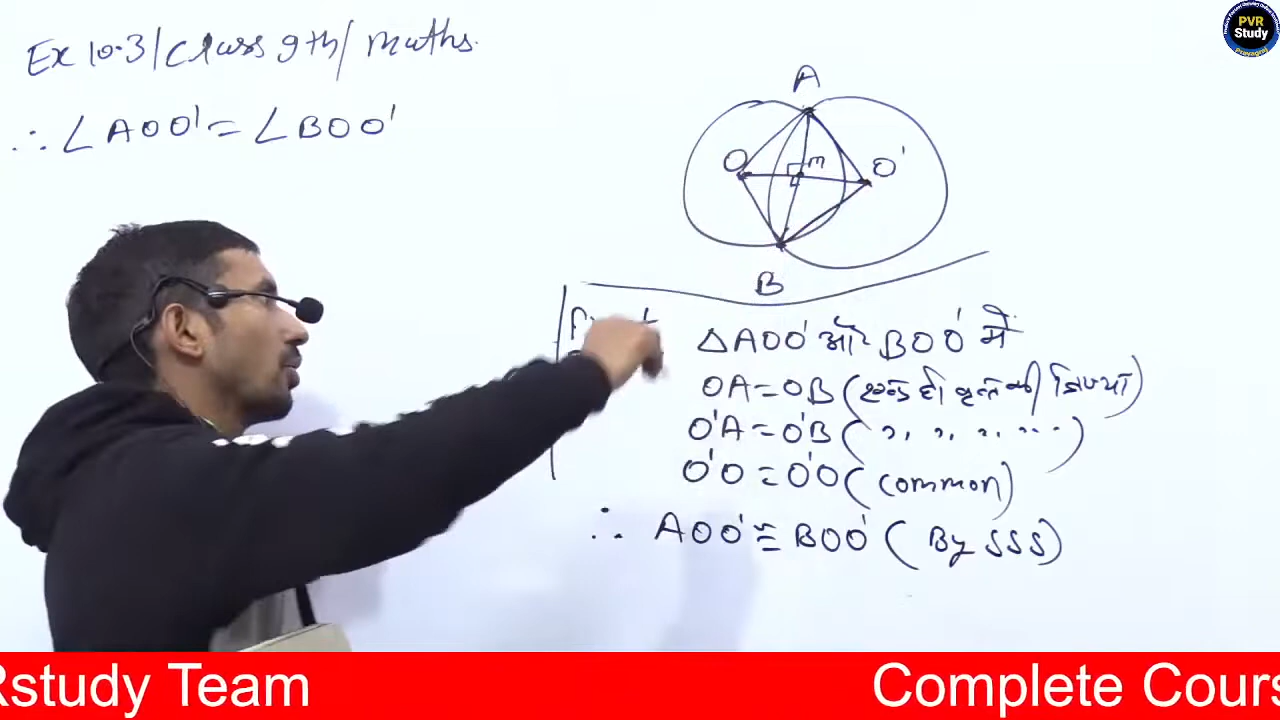 Ex 10.3/Class 9th/maths.
∴ ∠AOO' = ∠BOO'
PVR
Study
A
O
m
O'
B
△AOO' और BOO' में
OA=OB (एक ही वृत्त की त्रिज्या)
O'A=O'B ( ,, ,, ,, ... )
O'O=O'O (common)
∴ AOO' ≅ BOO' (By SSS)
Rstudy Team
Complete Cours